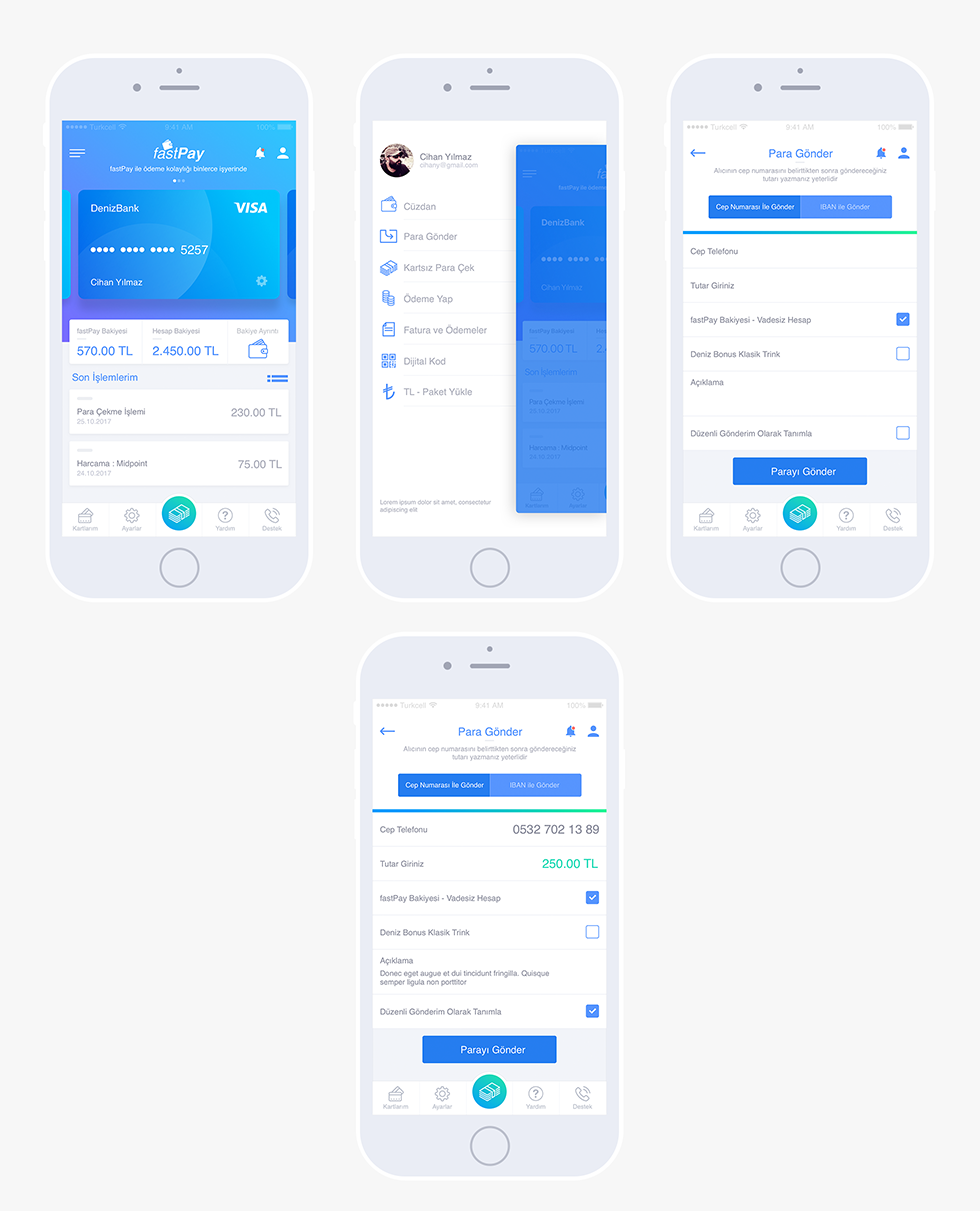 Turkcell 9:41 AM 100%
fastPay
fastPay ile ödeme kolaylığı binlerce işyerinde
DenizBank VISA
•••• •••• •••• 5257
Cihan Yılmaz
fastPay Bakiyesi Hesap Bakiyesi Bakiye Ayrıntı
570.00 TL 2.450.00 TL
Son İşlemlerim
Para Çekme İşlemi 230.00 TL
25.10.2017
Harcama : Midpoint 75.00 TL
24.10.2017
Kartlarım Ayarlar Yardım Destek
Cihan Yılmaz
cihany@gmail.com
Cüzdan
Para Gönder
Kartsız Para Çek
Ödeme Yap
Fatura ve Ödemeler
Dijital Kod
TL - Paket Yükle
Lorem ipsum dolor sit amet, consectetur
adipiscing elit
fastPay ile ödeme
DenizBank
Cihan Yılmaz
fastPay Bakiyesi Hesap
570.00 TL 2.4
Son İşlemlerim
Para Çekme İşlemi
25.10.2017
Harcama : Midpoint
24.10.2017
Kartlarım Ayarlar
Turkcell 9:41 AM 100%
Para Gönder
Alıcının cep numarasını belirttikten sonra göndereceğiniz
tutarı yazmanız yeterlidir
Cep Numarası İle Gönder IBAN ile Gönder
Cep Telefonu
Tutar Giriniz
fastPay Bakiyesi - Vadesiz Hesap
Deniz Bonus Klasik Trink
Açıklama
Düzenli Gönderim Olarak Tanımla
Parayı Gönder
Kartlarım Ayarlar Yardım Destek
Turkcell 9:41 AM 100%
Para Gönder
Alıcının cep numarasını belirttikten sonra göndereceğiniz
tutarı yazmanız yeterlidir
Cep Numarası İle Gönder IBAN ile Gönder
Cep Telefonu 0532 702 13 89
Tutar Giriniz 250.00 TL
fastPay Bakiyesi - Vadesiz Hesap
Deniz Bonus Klasik Trink
Açıklama
Donec eget augue et dui tincidunt fringilla. Quisque
semper ligula non porttitor
Düzenli Gönderim Olarak Tanımla
Parayı Gönder
Kartlarım Ayarlar Yardım Destek